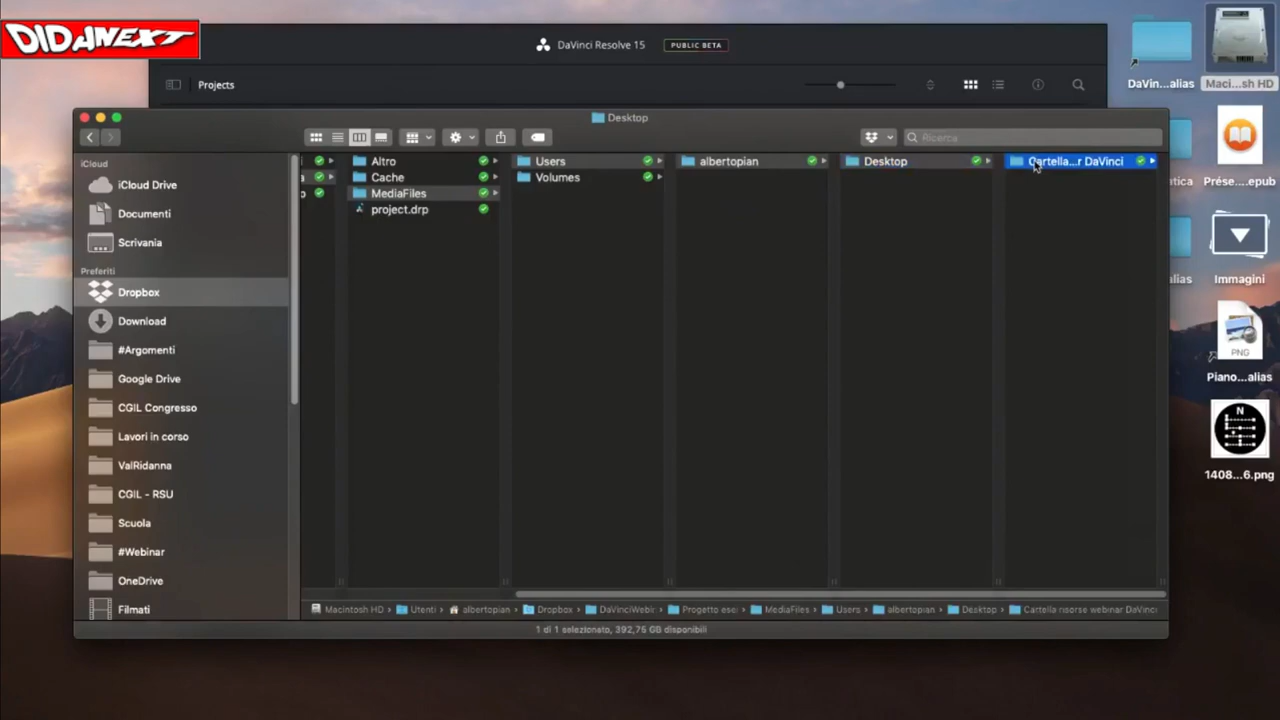 DIDANEXT
DaVinci Resolve 15 PUBLIC BETA
DaVin...alias
Maci...sh HD
Projects
Desktop
Ricerca
iCloud
iCloud Drive
Documenti
Scrivania
Preferiti
Dropbox
Download
#Argomenti
Google Drive
CGIL Congresso
Lavori in corso
ValRidanna
CGIL - RSU
Scuola
#Webinar
OneDrive
Filmati
Altro
Cache
MediaFiles
project.drp
Users
Volumes
albertopian
Desktop
Cartella...r DaVinci
Macintosh HD Utenti albertopian Dropbox DaVinciWebir Progetto ese MediaFiles Users albertopian Desktop Cartella risorse webinar DaVinci
1 di 1 selezionato, 392,76 GB disponibili
Prése....epub
Immagini
PNG
Piano...alias
N
1408...6.png